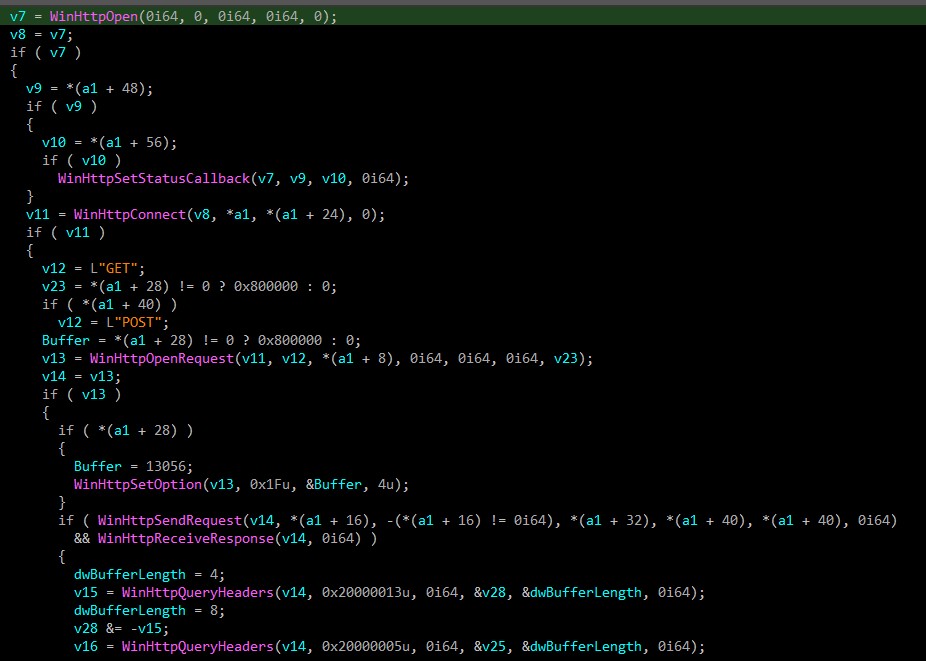 v7 = WinHttpOpen(0i64, 0, 0i64, 0i64, 0);
v8 = v7;
if ( v7 )
{
v9 = *(a1 + 48);
if ( v9 )
{
v10 = *(a1 + 56);
if ( v10 )
WinHttpSetStatusCallback(v7, v9, v10, 0i64);
}
v11 = WinHttpConnect(v8, *a1, *(a1 + 24), 0);
if ( v11 )
{
v12 = L"GET";
v23 = *(a1 + 28) != 0 ? 0x800000 : 0;
if ( *(a1 + 40) )
v12 = L"POST";
Buffer = *(a1 + 28) != 0 ? 0x800000 : 0;
v13 = WinHttpOpenRequest(v11, v12, *(a1 + 8), 0i64, 0i64, 0i64, v23);
v14 = v13;
if ( v13 )
{
if ( *(a1 + 28) )
{
Buffer = 13056;
WinHttpSetOption(v13, 0x1Fu, &Buffer, 4u);
}
if ( WinHttpSendRequest(v14, *(a1 + 16), -(*(a1 + 16) != 0i64), *(a1 + 32), *(a1 + 40), *(a1 + 40), 0i64)
&& WinHttpReceiveResponse(v14, 0i64) )
{
dwBufferLength = 4;
v15 = WinHttpQueryHeaders(v14, 0x20000013u, 0i64, &v28, &dwBufferLength, 0i64);
dwBufferLength = 8;
v28 &= -v15;
v16 = WinHttpQueryHeaders(v14, 0x20000005u, 0i64, &v25, &dwBufferLength, 0i64);